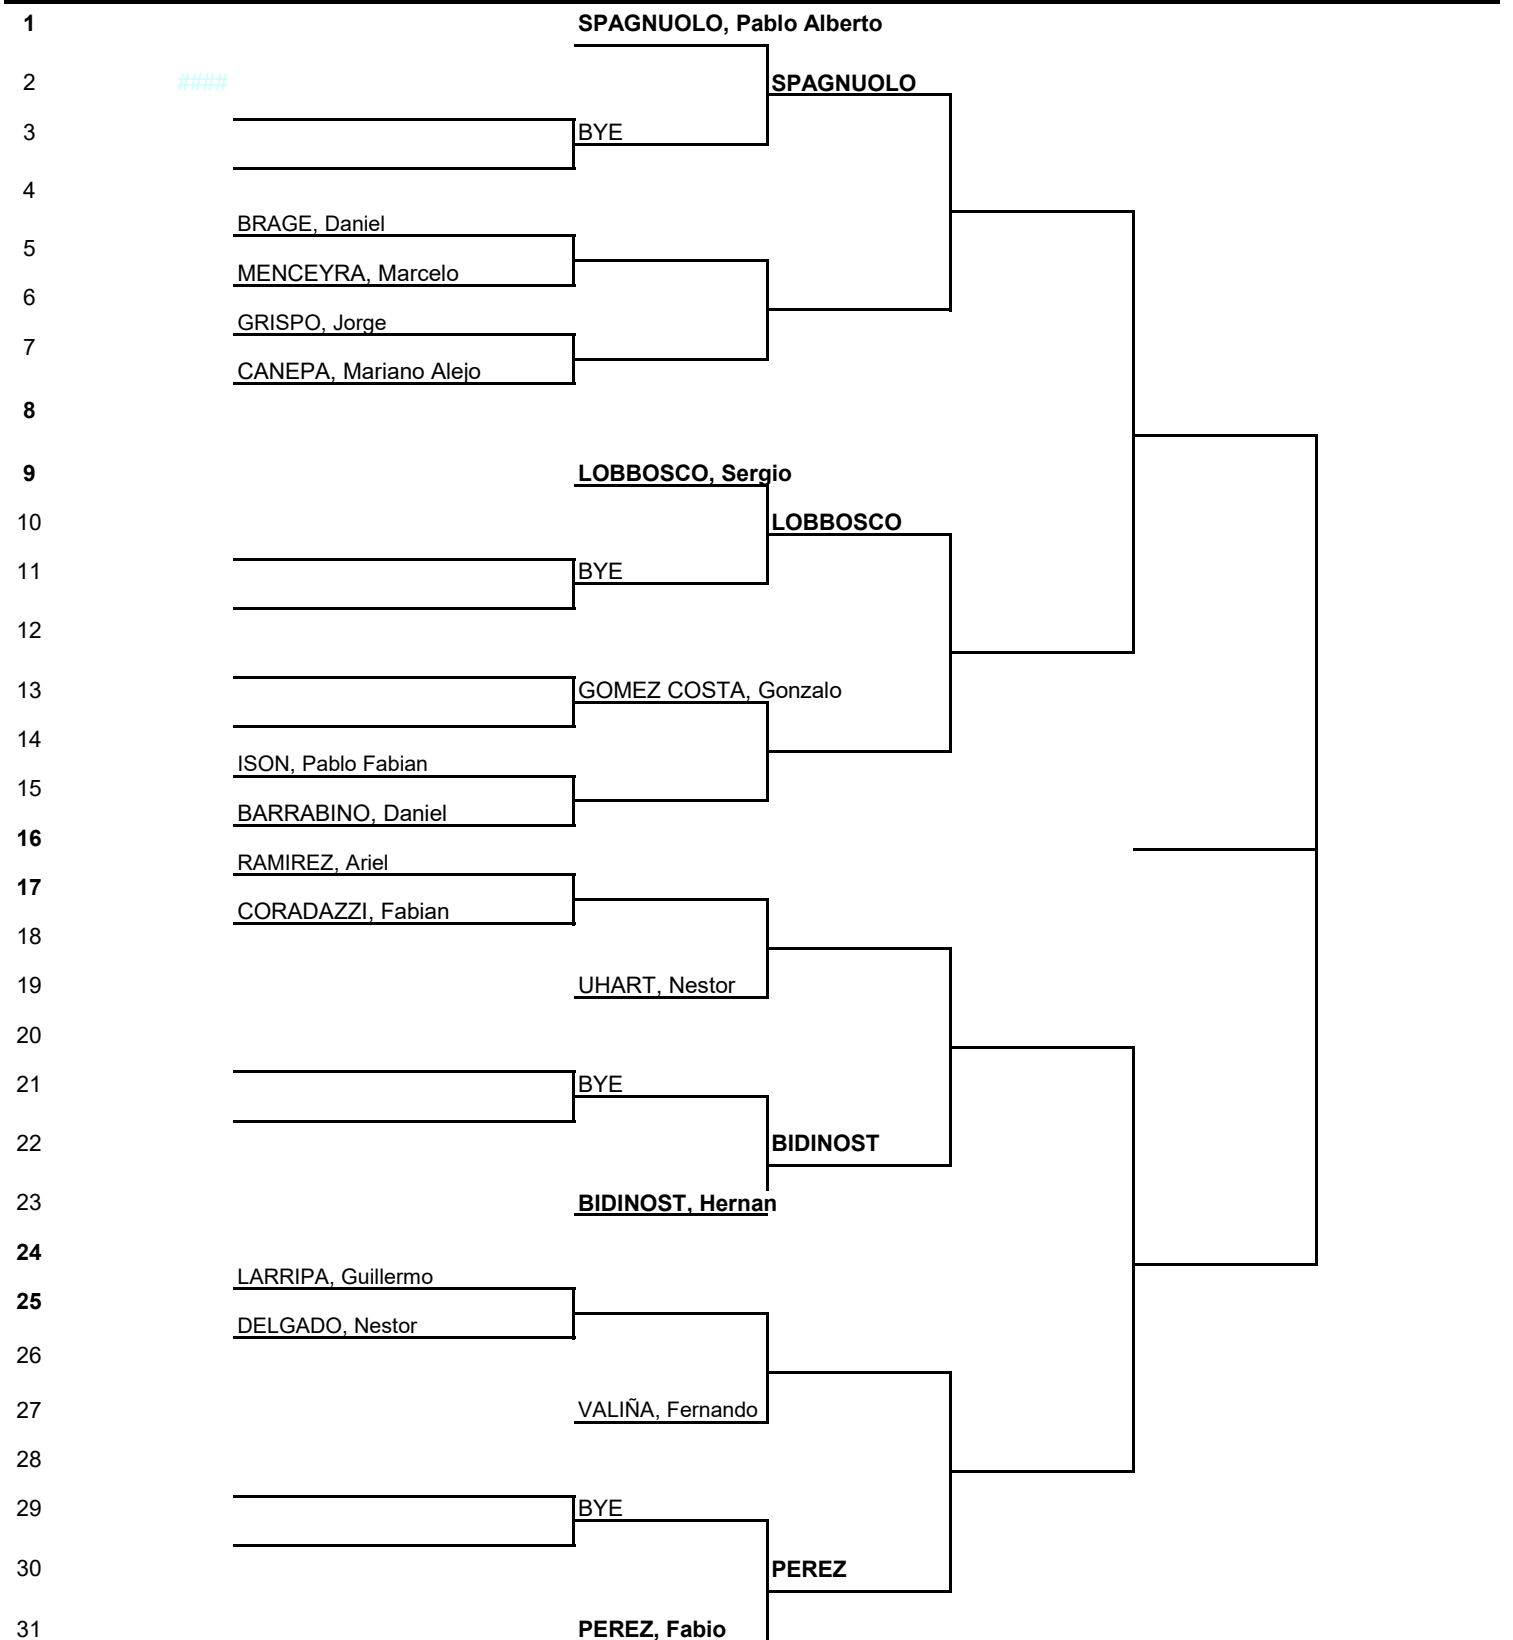 1 SPAGNUOLO, Pablo Alberto
2 #### SPAGNUOLO
3 BYE
4
BRAGE, Daniel
5
MENCEYRA, Marcelo
6
GRISPO, Jorge
7
CANEPA, Mariano Alejo
8
9 LOBBOSCO, Sergio
10 LOBBOSCO
11 BYE
12
13 GOMEZ COSTA, Gonzalo
14
ISON, Pablo Fabian
15
BARRABINO, Daniel
16
RAMIREZ, Ariel
17
CORADAZZI, Fabian
18
19 UHART, Nestor
20
21 BYE
22 BIDINOST
23 BIDINOST, Hernan
24
LARRIPA, Guillermo
25
DELGADO, Nestor
26
27 VALIÑA, Fernando
28
29 BYE
30 PEREZ
31 PEREZ, Fabio